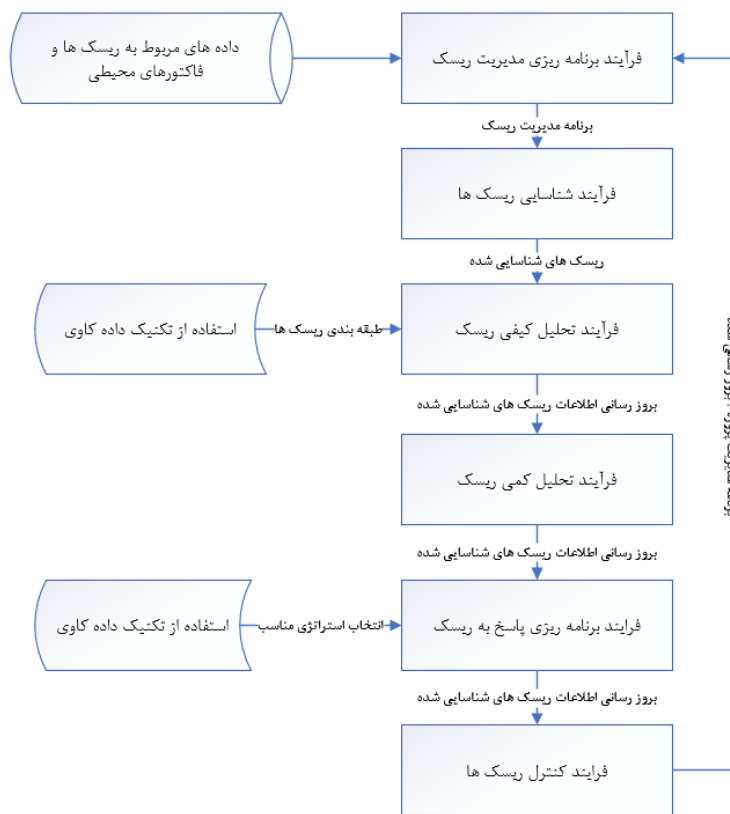 داده های مربوط به ریسک ها و
فاکتورهای محیطی
فرآیند برنامه ریزی مدیریت ریسک
برنامه مدیریت ریسک
فرآیند شناسایی ریسک ها
ریسک های شناسایی شده
استفاده از تکنیک داده کاوی
طبقه بندی ریسک ها
فرآیند تحلیل کیفی ریسک
بروز رسانی اطلاعات ریسک های شناسایی شده
فرآیند تحلیل کمی ریسک
بروز رسانی اطلاعات ریسک های شناسایی شده
استفاده از تکنیک داده کاوی
انتخاب استراتژی مناسب
فرایند برنامه ریزی پاسخ به ریسک
بروز رسانی اطلاعات ریسک های شناسایی شده
فرایند کنترل ریسک ها